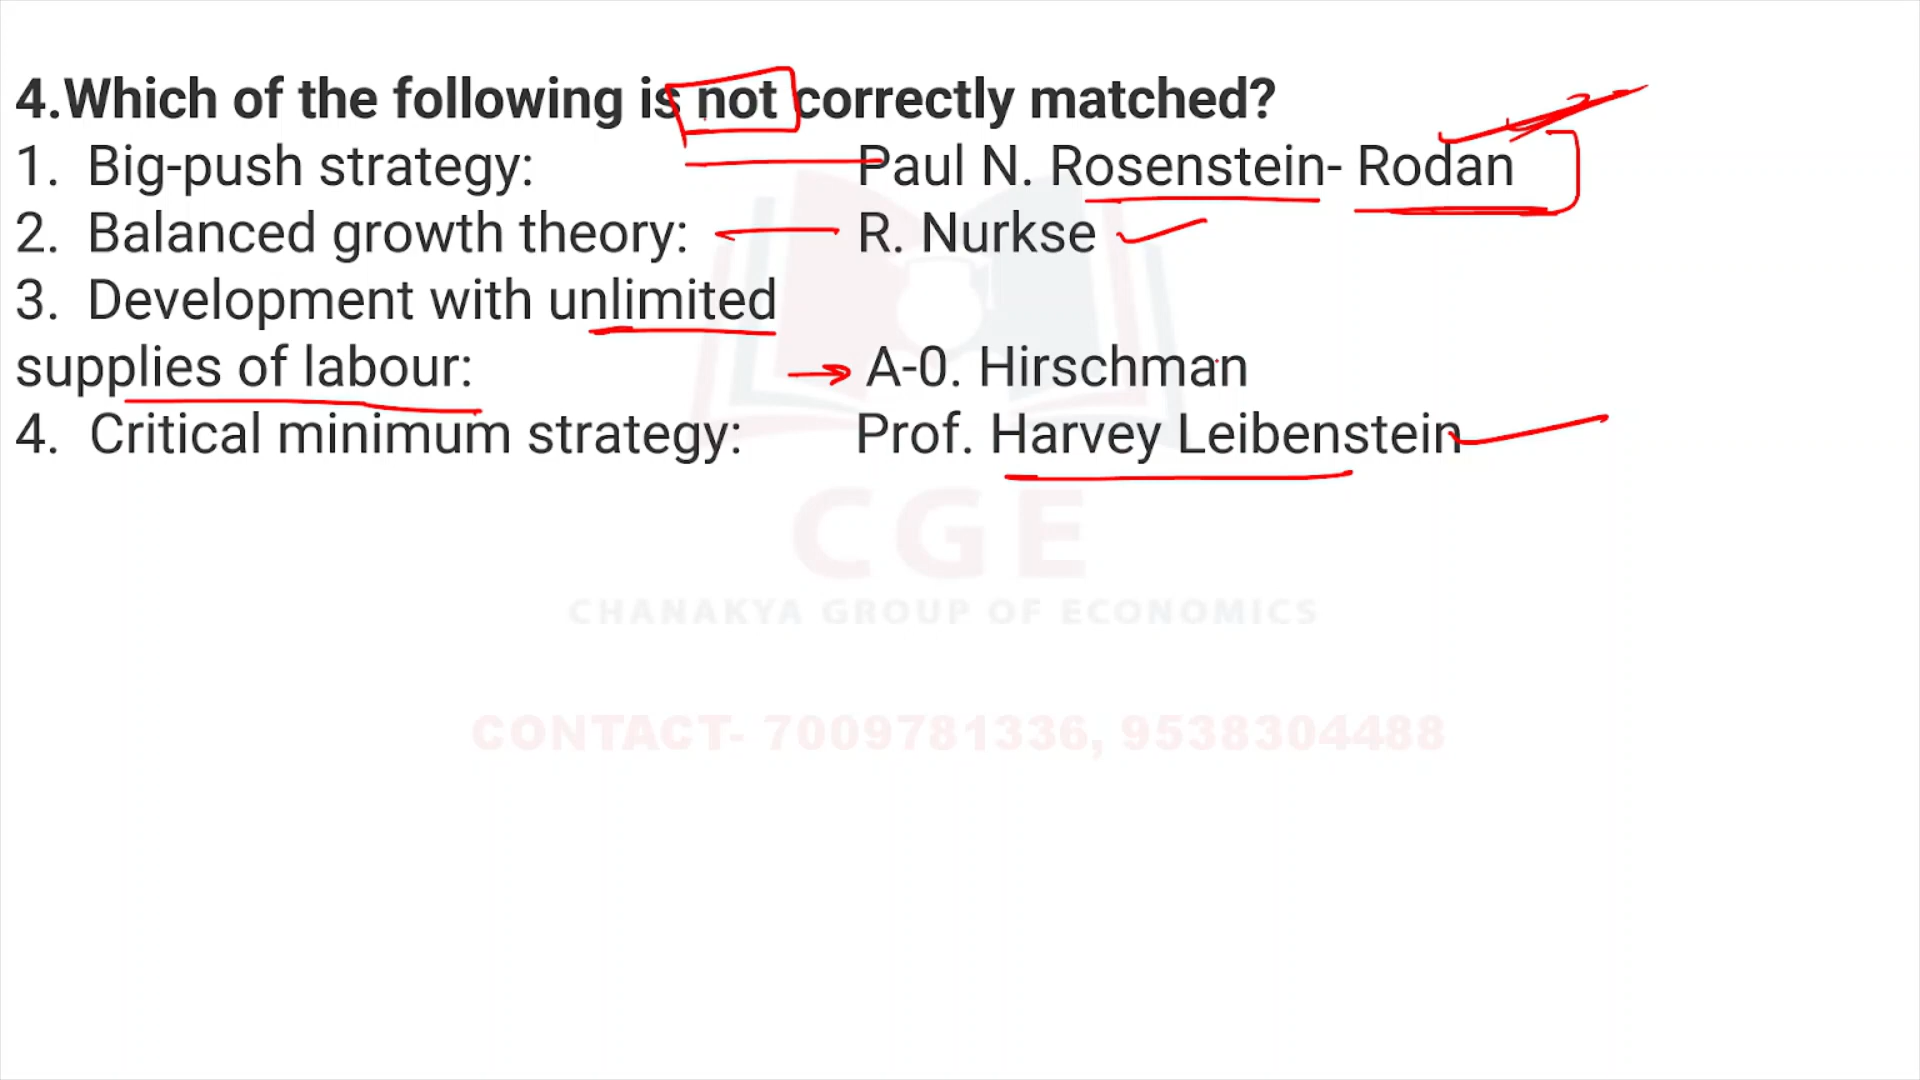 4.Which of the following is not correctly matched?
1. Big-push strategy: Paul N. Rosenstein- Rodan
2. Balanced growth theory: R. Nurkse
3. Development with unlimited
supplies of labour: A-0. Hirschman
4. Critical minimum strategy: Prof. Harvey Leibenstein
CGE
CHANAKYA GROUP OF ECONOMICS
CONTACT- 7009781336, 9538304488